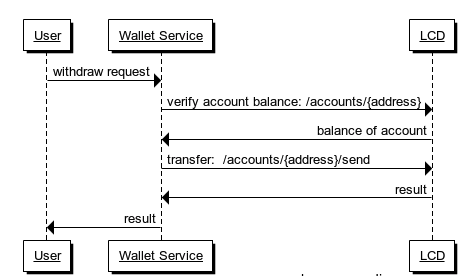 User Wallet Service LCD
withdraw request
verify account balance: /accounts/{address}
balance of account
transfer: /accounts/{address}/send
result
result
User Wallet Service LCD